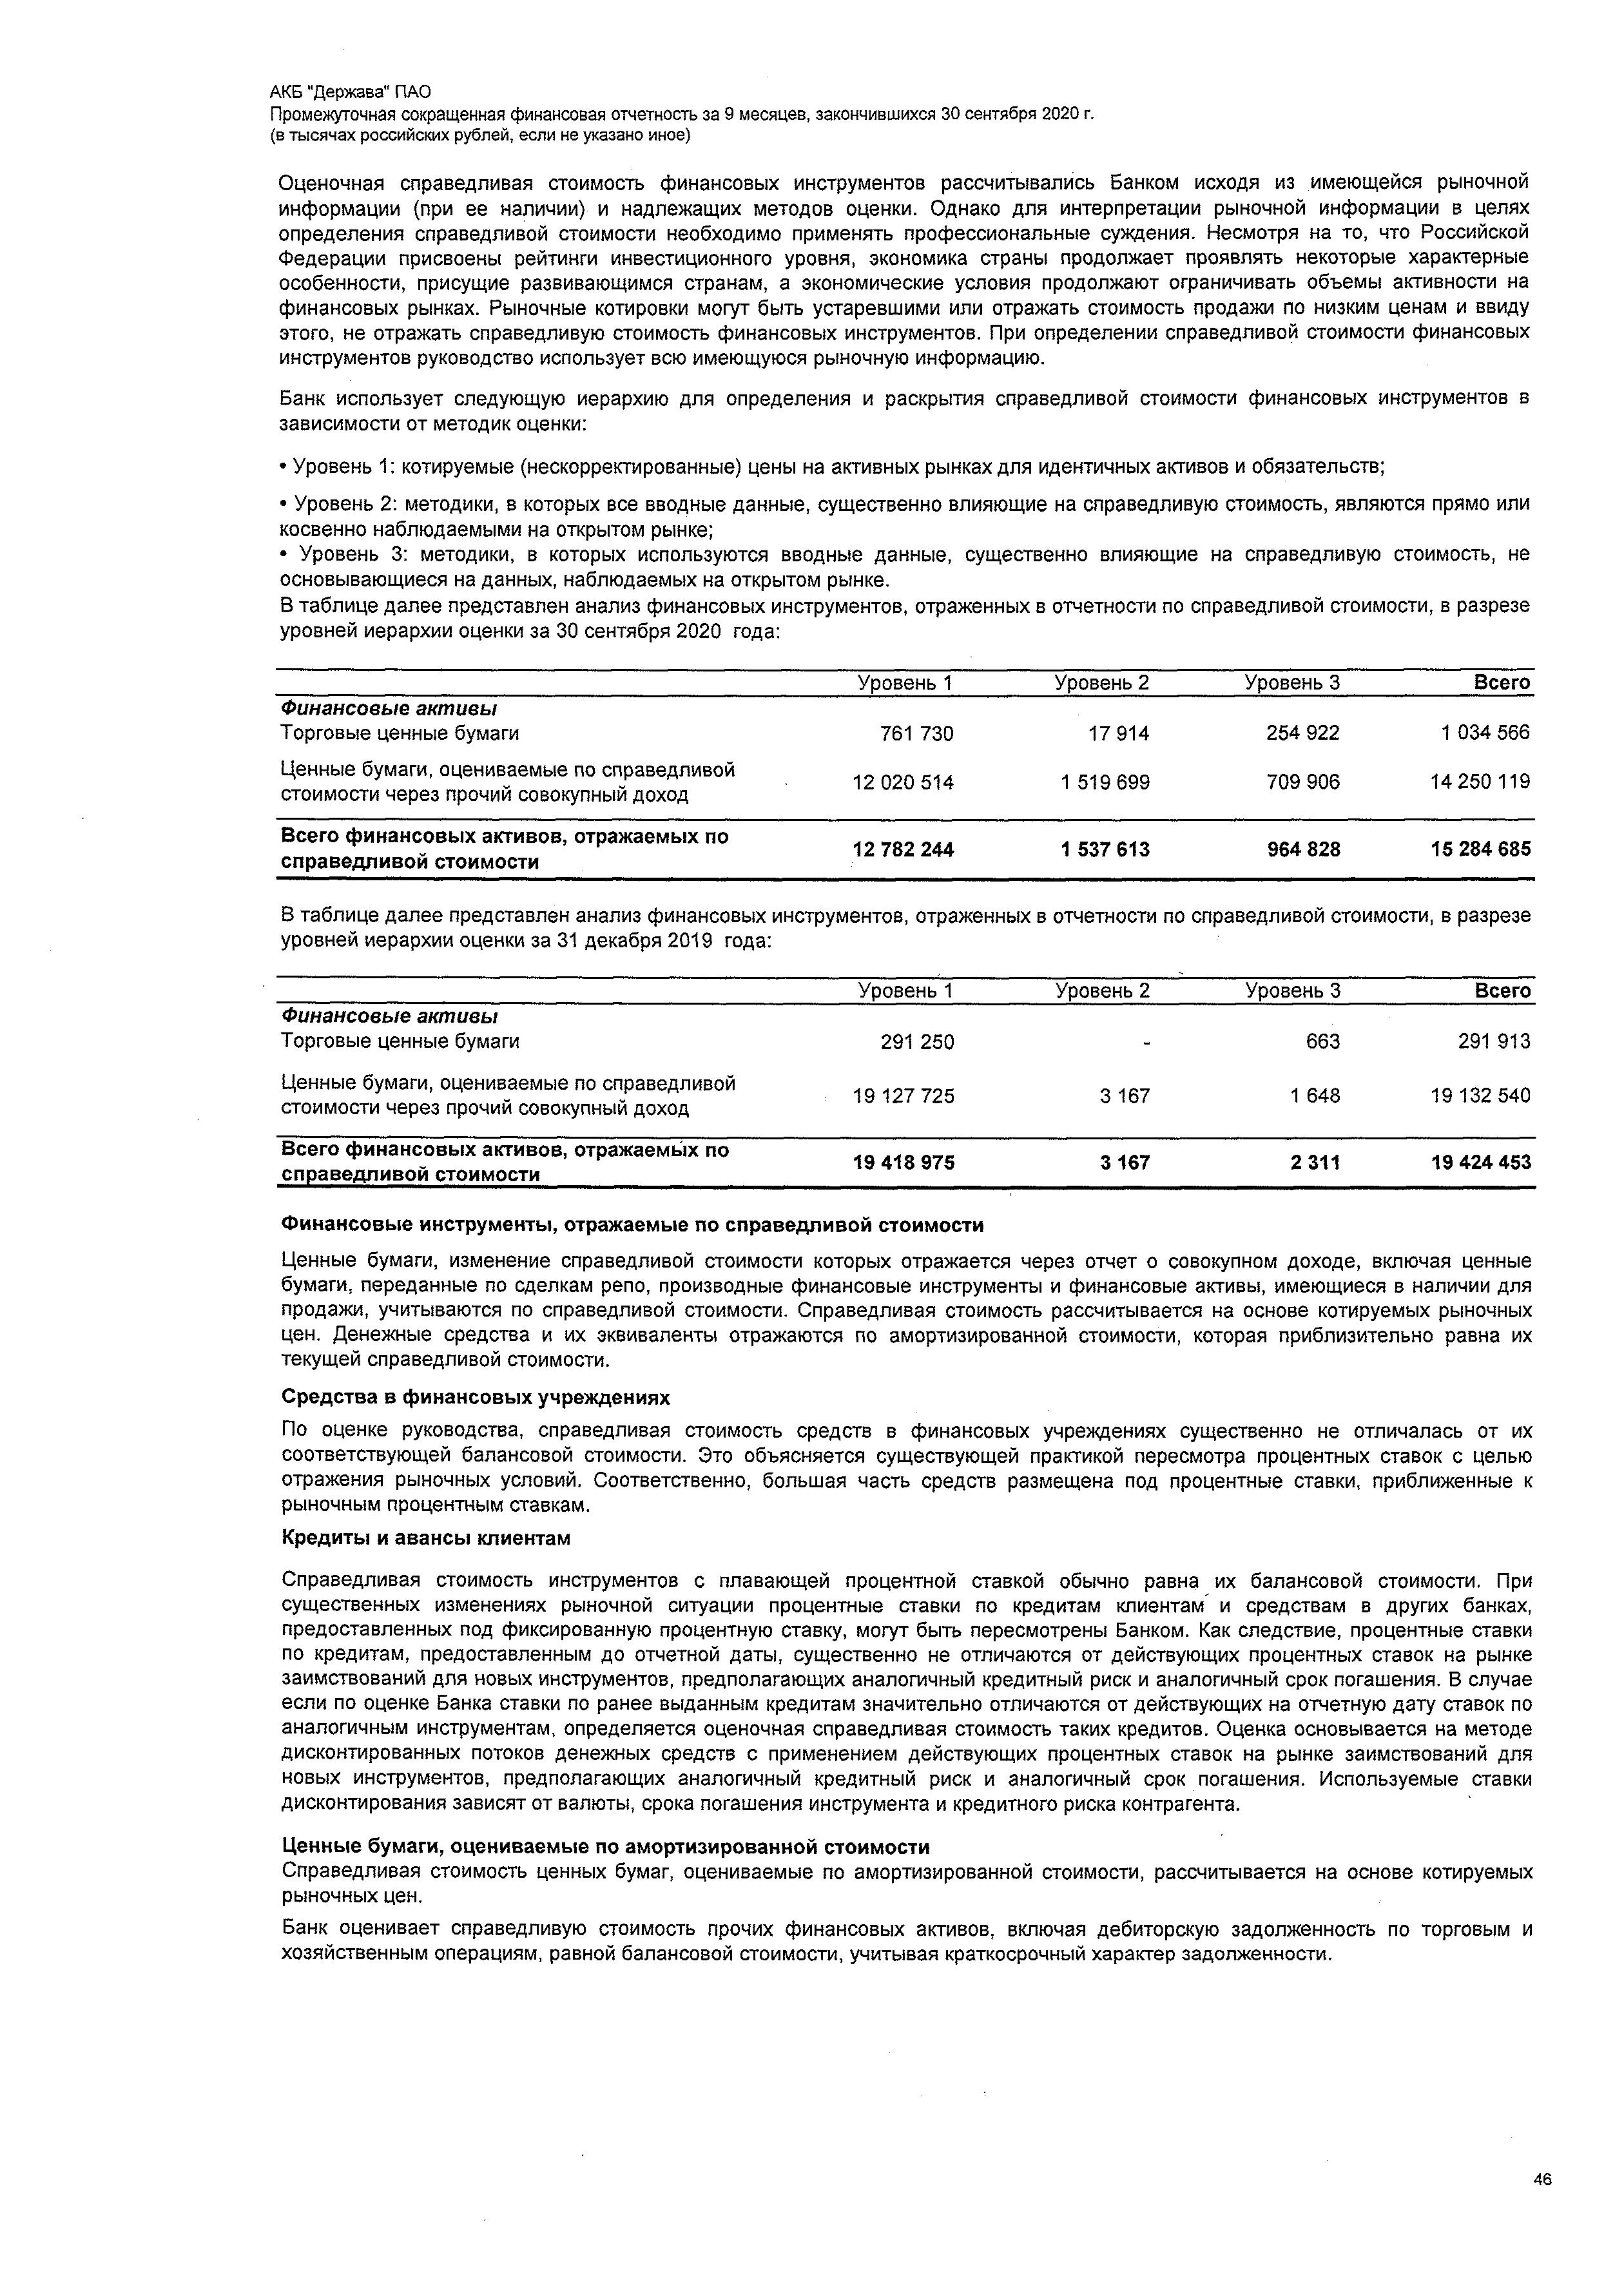 АКБ "Держава" ПАО
Промежуточная сокращенная финансовая отчетность за 9 месяцев, закончившихся 30 сентября 2020 г.
(в тысячах российских рублей, если не указано иное)
Оценочная справедливая стоимость финансовых инструментов рассчитывались Банком исходя из имеющейся рыночной
информации (при ее наличии) и надлежащих методов оценки. Однако для интерпретации рыночной информации в целях
определения справедливой стоимости необходимо применять профессиональные суждения. Несмотря на то, что Российской
Федерации присвоены рейтинги инвестиционного уровня, экономика страны продолжает проявлять некоторые характерные
особенности, присущие развивающимся странам, а экономические условия продолжают ограничивать объемы активности на
финансовых рынках. Рыночные котировки могут быть устаревшими или отражать стоимость продажи по низким ценам и ввиду
этого, не отражать справедливую стоимость финансовых инструментов. При определении справедливой стоимости финансовых
инструментов руководство использует всю имеющуюся рыночную информацию.
Банк использует следующую иерархию для определения и раскрытия справедливой стоимости финансовых инструментов в
зависимости от методик оценки:
• Уровень 1: котируемые (нескорректированные) цены на активных рынках для идентичных активов и обязательств;
• Уровень 2: методики, в которых все вводные данные, существенно влияющие на справедливую стоимость, являются прямо или
косвенно наблюдаемыми на открытом рынке;
• Уровень 3: методики, в которых используются вводные данные, существенно влияющие на справедливую стоимость, не
основывающиеся на данных, наблюдаемых на открытом рынке.
В таблице далее представлен анализ финансовых инструментов, отраженных в отчетности по справедливой стоимости, в разрезе
уровней иерархии оценки за 30 сентября 2020 года:
Уровень 1 Уровень 2 Уровень 3 Всего
Финансовые активы
Торговые ценные бумаги 761 730 17 914 254 922 1 034 566
Ценные бумаги, оцениваемые по справедливой
стоимости через прочий совокупный доход 12 020 514 1 519 699 709 906 14 250 119
Всего финансовых активов, отражаемых по
справедливой стоимости 12 782 244 1 537 613 964 828 15 284 685
В таблице далее представлен анализ финансовых инструментов, отраженных в отчетности по справедливой стоимости, в разрезе
уровней иерархии оценки за 31 декабря 2019 года:
Уровень 1 Уровень 2 Уровень 3 Всего
Финансовые активы
Торговые ценные бумаги 291 250 - 663 291 913
Ценные бумаги, оцениваемые по справедливой
стоимости через прочий совокупный доход 19 127 725 3 167 1 648 19 132 540
Всего финансовых активов, отражаемых по
справедливой стоимости 19 418 975 3 167 2 311 19 424 453
Финансовые инструменты, отражаемые по справедливой стоимости
Ценные бумаги, изменение справедливой стоимости которых отражается через отчет о совокупном доходе, включая ценные
бумаги, переданные по сделкам репо, производные финансовые инструменты и финансовые активы, имеющиеся в наличии для
продажи, учитываются по справедливой стоимости. Справедливая стоимость рассчитывается на основе котируемых рыночных
цен. Денежные средства и их эквиваленты отражаются по амортизированной стоимости, которая приблизительно равна их
текущей справедливой стоимости.
Средства в финансовых учреждениях
По оценке руководства, справедливая стоимость средств в финансовых учреждениях существенно не отличалась от их
соответствующей балансовой стоимости. Это объясняется существующей практикой пересмотра процентных ставок с целью
отражения рыночных условий. Соответственно, большая часть средств размещена под процентные ставки, приближенные к
рыночным процентным ставкам.
Кредиты и авансы клиентам
Справедливая стоимость инструментов с плавающей процентной ставкой обычно равна их балансовой стоимости. При
существенных изменениях рыночной ситуации процентные ставки по кредитам клиентам и средствам в других банках,
предоставленных под фиксированную процентную ставку, могут быть пересмотрены Банком. Как следствие, процентные ставки
по кредитам, предоставленным до отчетной даты, существенно не отличаются от действующих процентных ставок на рынке
заимствований для новых инструментов, предполагающих аналогичный кредитный риск и аналогичный срок погашения. В случае
если по оценке Банка ставки по ранее выданным кредитам значительно отличаются от действующих на отчетную дату ставок по
аналогичным инструментам, определяется оценочная справедливая стоимость таких кредитов. Оценка основывается на методе
дисконтированных потоков денежных средств с применением действующих процентных ставок на рынке заимствований для
новых инструментов, предполагающих аналогичный кредитный риск и аналогичный срок погашения. Используемые ставки
дисконтирования зависят от валюты, срока погашения инструмента и кредитного риска контрагента.
Ценные бумаги, оцениваемые по амортизированной стоимости
Справедливая стоимость ценных бумаг, оцениваемые по амортизированной стоимости, рассчитывается на основе котируемых
рыночных цен.
Банк оценивает справедливую стоимость прочих финансовых активов, включая дебиторскую задолженность по торговым и
хозяйственным операциям, равной балансовой стоимости, учитывая краткосрочный характер задолженности.
46